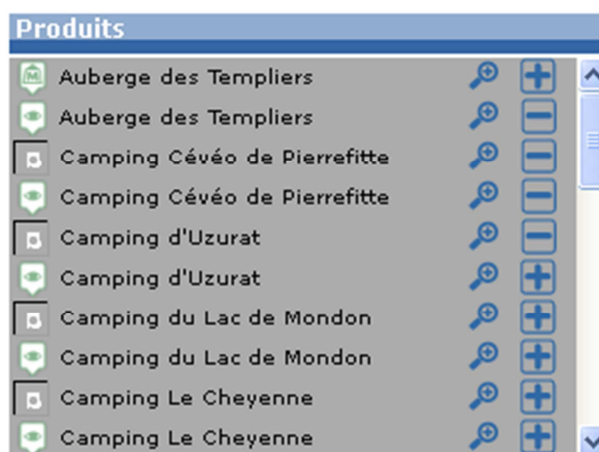 Produits
Auberge des Templiers
Auberge des Templiers
Camping Cévéo de Pierrefitte
Camping Cévéo de Pierrefitte
Camping d'Uzurat
Camping d'Uzurat
Camping du Lac de Mondon
Camping du Lac de Mondon
Camping Le Cheyenne
Camping Le Cheyenne